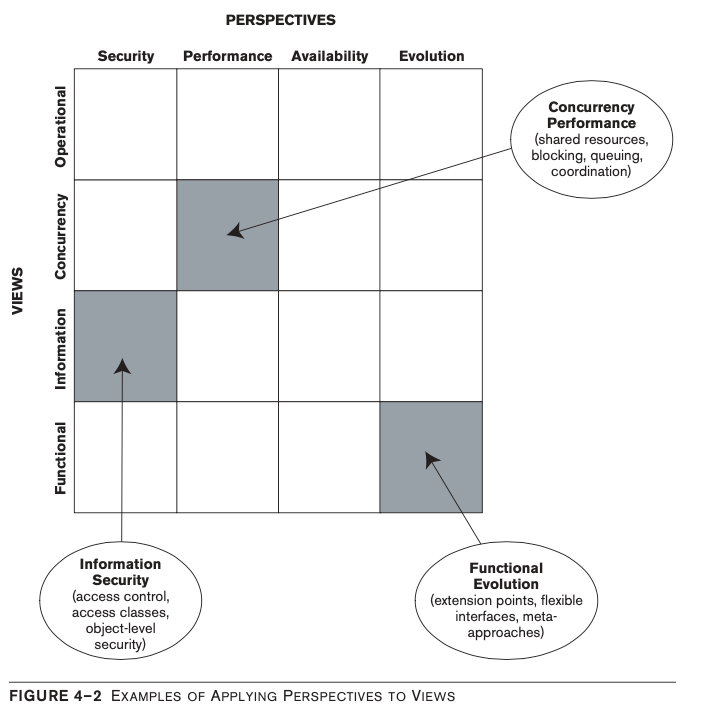 PERSPECTIVES
Security Performance Availability Evolution
VIEWS
Operational
Concurrency
Information
Functional
Concurrency
Performance
(shared resources,
blocking, queuing,
coordination)
Information
Security
(access control,
access classes,
object-level
security)
Functional
Evolution
(extension points, flexible
interfaces, meta-
approaches)
FIGURE 4–2 EXAMPLES OF APPLYING PERSPECTIVES TO VIEWS